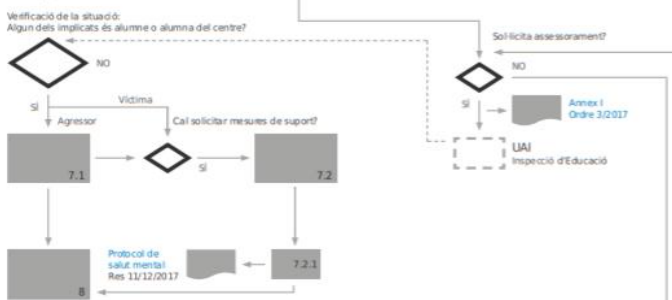 Verificació de la situació:
Algun dels implicats és alumne o alumna del centre?
NO
SÍ
Víctima
Agressor
Cal solicitar mesures de suport?
7.1
SÍ
7.2
Protocol de
salut mental
Res 11/12/2017
7.2.1
8
Sol·licita assessorament?
NO
SÍ
Annex I
Ordre 3/2017
UAI
Inspecció d'Educació